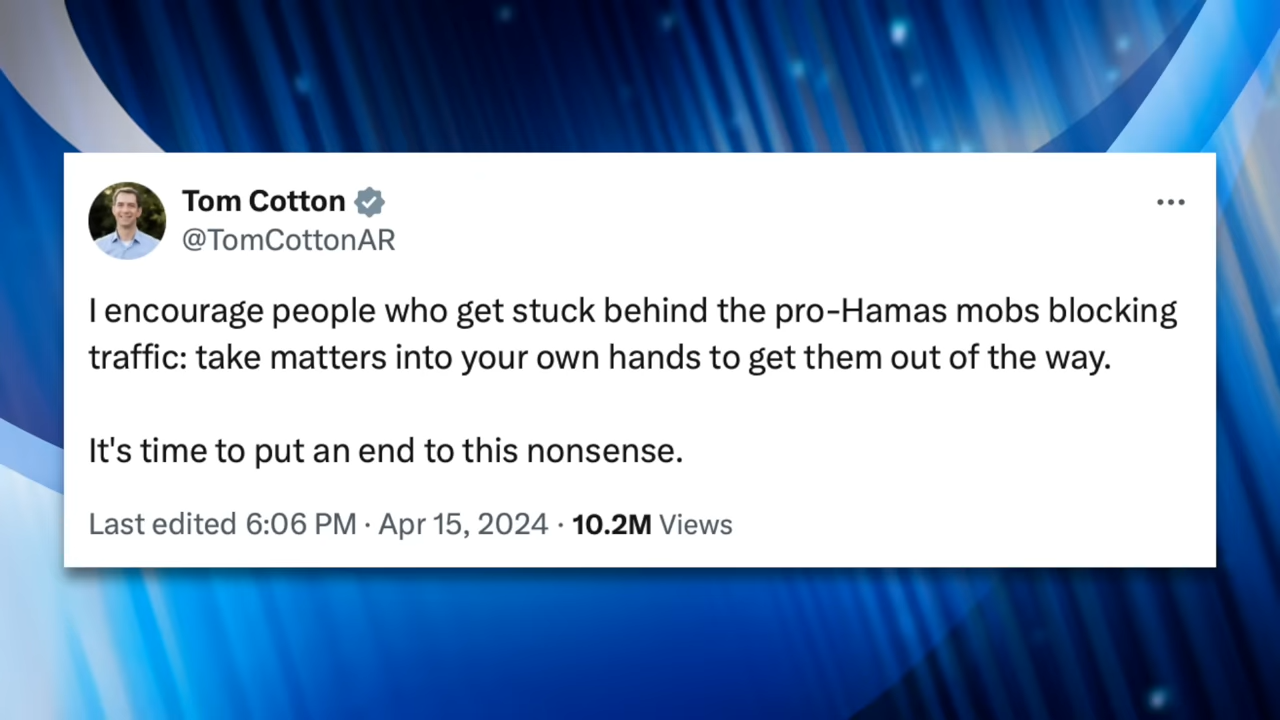 Tom Cotton
@TomCottonAR
I encourage people who get stuck behind the pro-Hamas mobs blocking
traffic: take matters into your own hands to get them out of the way.
It's time to put an end to this nonsense.
Last edited 6:06 PM · Apr 15, 2024 · 10.2M Views